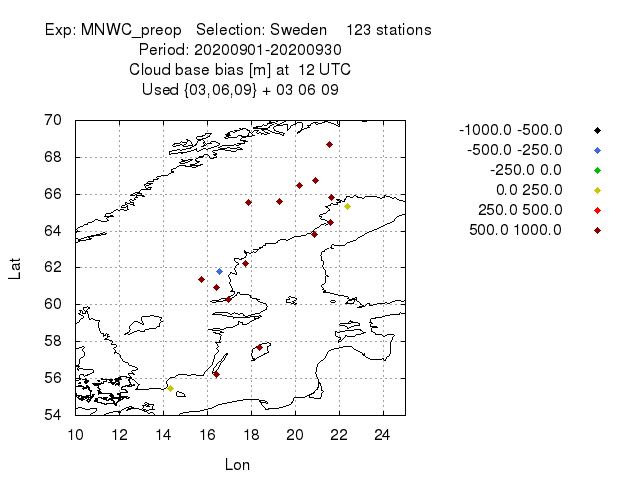 Exp: MNWC_preop Selection: Sweden 123 stations
Period: 20200901-20200930
Cloud base bias [m] at 12 UTC
Used {03,06,09} + 03 06 09
-1000.0 -500.0
-500.0 -250.0
-250.0 0.0
0.0 250.0
250.0 500.0
500.0 1000.0
70
68
66
64
62
60
58
56
54
Lat
10 12 14 16 18 20 22 24
Lon